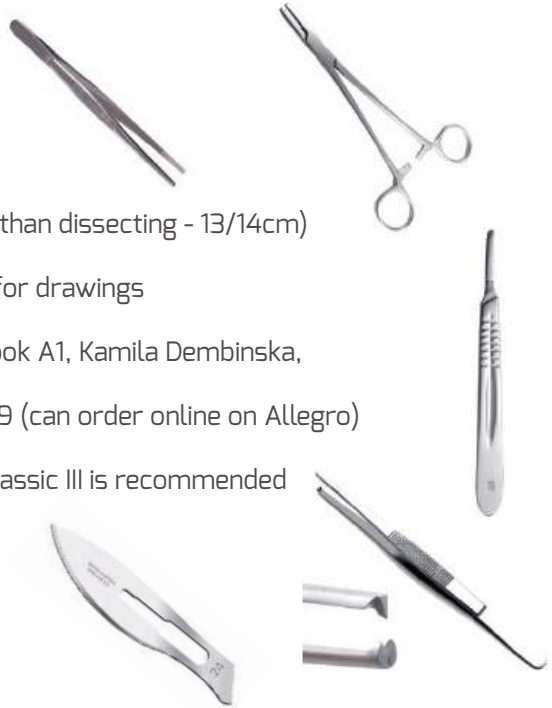 than dissecting - 13/14cm)
for drawings
ook A1, Kamila Dembinska,
9 (can order online on Allegro)
assic III is recommended
24